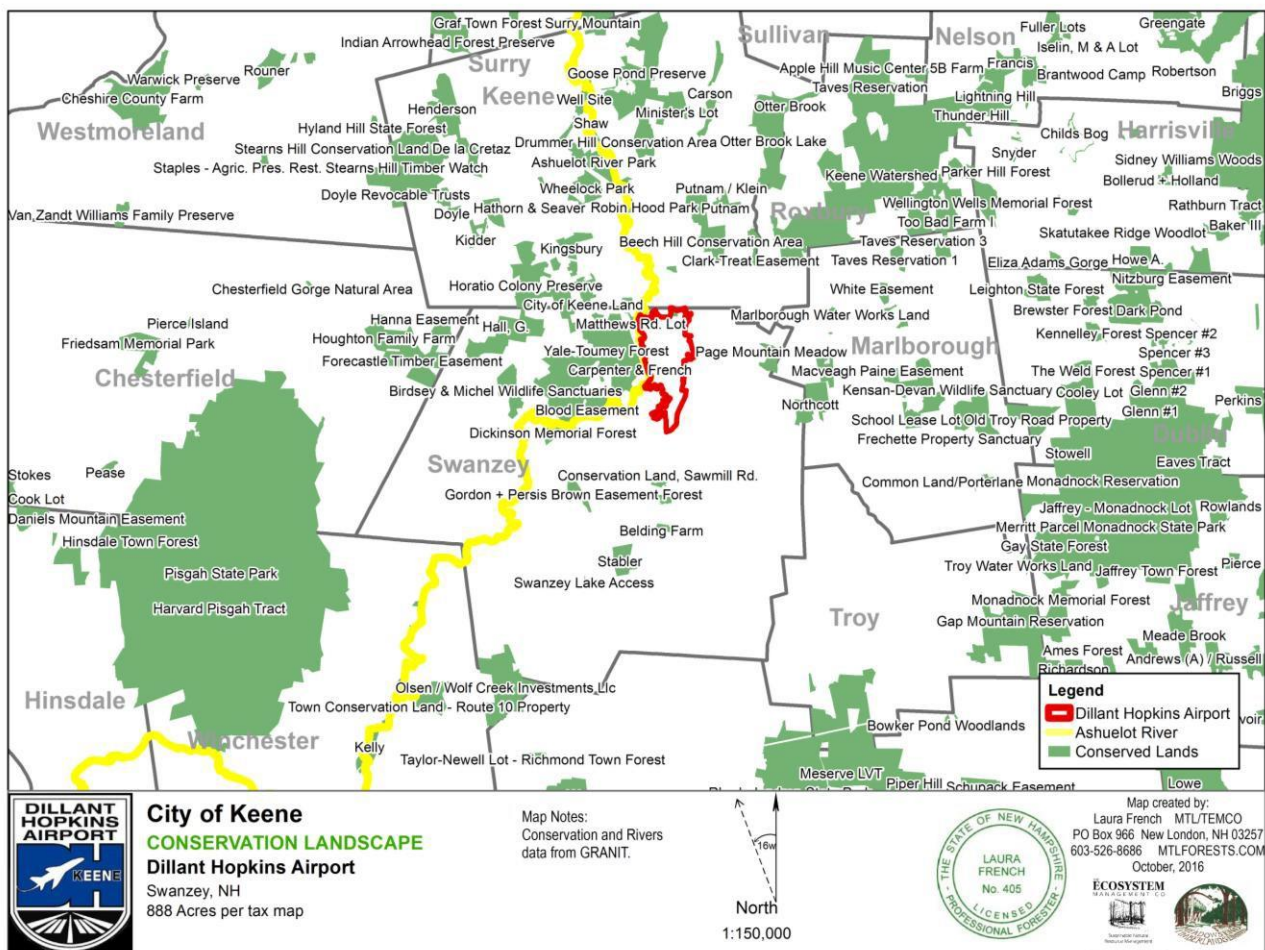 Graf Town Forest Surry Mountain
Indian Arrowhead Forest Preserve
Surry
Sullivan
Nelson
Fuller Lots
Greengate
Iselin, M & A Lot
Rouner
Warwick Preserve
Cheshire County Farm
Westmoreland
Keene
Goose Pond Preserve
Well Site
Carson
Shaw
Minister's Lot
Apple Hill Music Center 5B Farm
Francis
Taves Reservation
Brantwood Camp
Robertson
Briggs
Otter Brook
Lightning Hill
Thunder Hill
Henderson
Hyland Hill State Forest
Stearns Hill Conservation Land De la Cretaz
Drummer Hill Conservation Area
Otter Brook Lake
Childs Bog
Harrisville
Snyder
Sidney Williams Woods
Staples - Agric. Pres. Rest. Stearns Hill Timber Watch
Ashuelot River Park
Wheelock Park
Putnam / Klein
Keene Watershed
Parker Hill Forest
Bollerud + Holland
Doyle Revocable Trusts
Doyle
Hathorn & Seaver
Robin Hood Park
Putnam
Roxbury
Wellington Wells Memorial Forest
Rathburn Tract
Van Zandt Williams Family Preserve
Too Bad Farm I
Baker III
Skatutakee Ridge Woodlot
Kidder
Kingsbury
Beech Hill Conservation Area
Clark-Treat Easement
Taves Reservation 3
Taves Reservation 1
Eliza Adams Gorge
Howe A.
Nitzburg Easement
Chesterfield Gorge Natural Area
Horatio Colony Preserve
White Easement
Leighton State Forest
City of Keene Land
Marlborough Water Works Land
Brewster Forest
Dark Pond
Pierce Island
Hanna Easement
Hall, G.
Matthews Rd. Lot
Kennelley Forest
Spencer #2
Friedsam Memorial Park
Houghton Family Farm
Yale-Toumey Forest
Page Mountain Meadow
Marlborough
Spencer #3
Forecastle Timber Easement
Carpenter & French
Macveagh Paine Easement
The Weld Forest
Spencer #1
Chesterfield
Birdsey & Michel Wildlife Sanctuaries
Kensan-Devan Wildlife Sanctuary
Cooley Lot
Glenn #2
Perkins
Blood Easement
Northcott
Glenn #1
School Lease Lot
Old Troy Road Property
Dickinson Memorial Forest
Frechette Property Sanctuary
Dublin
Stowell
Swanzey
Eaves Tract
Stokes
Pease
Conservation Land, Sawmill Rd.
Common Land/Porterlane
Monadnock Reservation
Cook Lot
Gordon + Persis Brown Easement Forest
Jaffrey - Monadnock Lot
Rowlands
Daniels Mountain Easement
Belding Farm
Merritt Parcel
Monadnock State Park
Hinsdale Town Forest
Gay State Forest
Stabler
Troy Water Works Land
Jaffrey Town Forest
Pierce
Pisgah State Park
Swanzey Lake Access
Harvard Pisgah Tract
Monadnock Memorial Forest
Jaffrey
Troy
Gap Mountain Reservation
Meade Brook
Ames Forest
Andrews (A) / Russell
Richardson
Hinsdale
Olsen / Wolf Creek Investments,Llc
Town Conservation Land - Route 10 Property
Bowker Pond Woodlands
Winchester
Kelly
Taylor-Newell Lot - Richmond Town Forest
Meserve LVT
Piper Hill
Schupack Easement
Lowe
Legend
Dillant Hopkins Airport
Ashuelot River
Conserved Lands
DILLANT
HOPKINS
AIRPORT
DH
KEENE
City of Keene
CONSERVATION LANDSCAPE
Dillant Hopkins Airport
Swanzey, NH
888 Acres per tax map
Map Notes:
Conservation and Rivers
data from GRANIT.
16w
North
1:150,000
THE STATE OF NEW HAMPSHIRE
LAURA
FRENCH
No. 405
LICENSED
PROFESSIONAL FORESTER
Map created by:
Laura French MTL/TEMCO
PO Box 966 New London, NH 03257
603-526-8686 MTLFORESTS.COM
October, 2016
ECOSYSTEM
MANAGEMENT CO